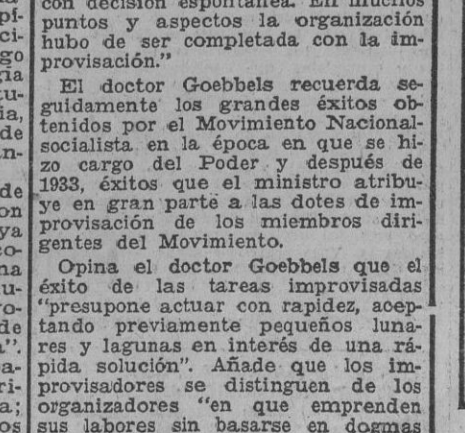 con decisión espontánea. En muchos
puntos y aspectos la organización
hubo de ser completada con la im-
provisación."
El doctor Goebbels recuerda se-
guidamente los grandes éxitos ob-
tenidos por el Movimiento Nacional-
socialista en la época en que se hi-
zo cargo del Poder y después de
1933, éxitos que el ministro atribu-
ye en gran parte a las dotes de im-
provisación de los miembros diri-
gentes del Movimiento.
Opina el doctor Goebbels que el
éxito de las tareas improvisadas
"presupone actuar con rapidez, acep-
tando previamente pequeños luna-
res y lagunas en interés de una rá-
pida solución". Añade que los im-
provisadores se distinguen de los
organizadores "en que emprenden
sus labores sin basarse en dogmas